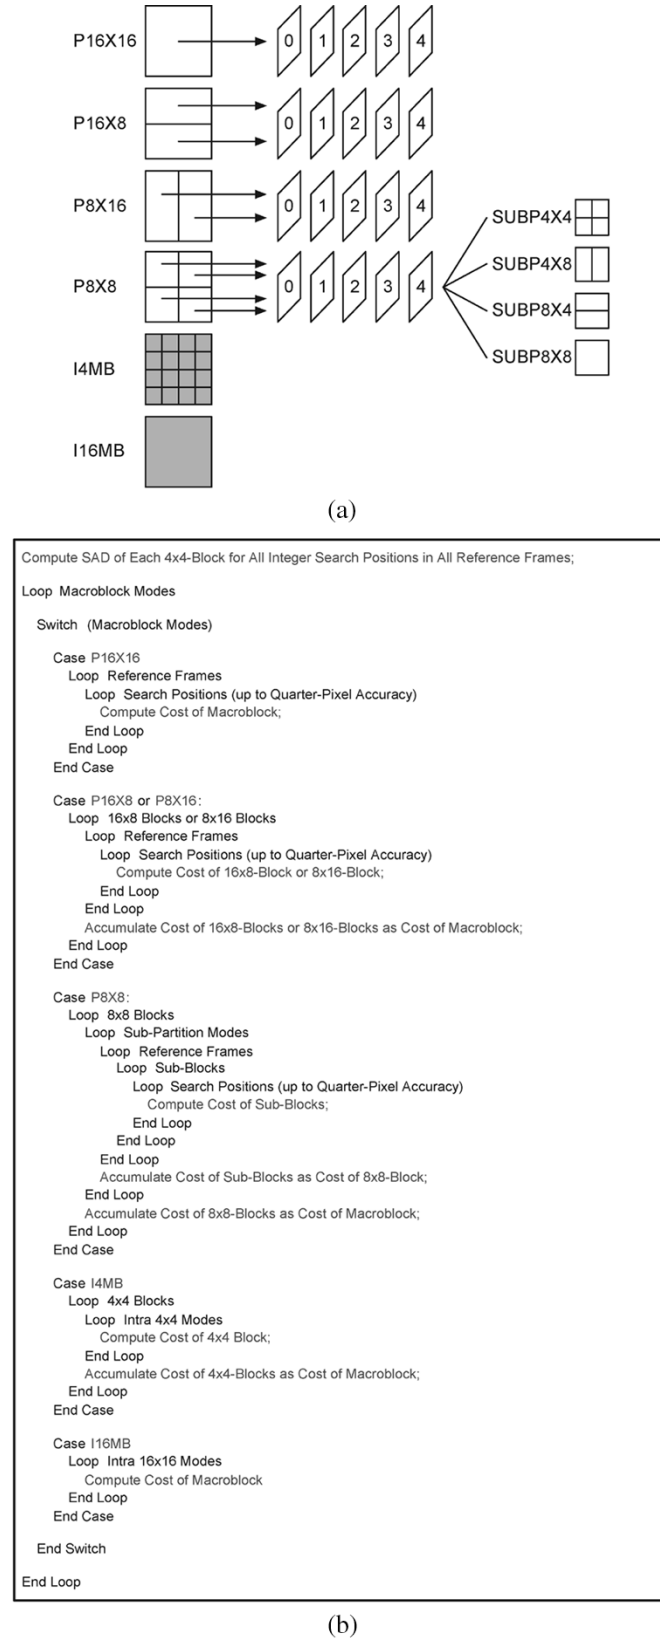 P16X16 0 1 2 3 4
P16X8 0 1 2 3 4
P8X16 0 1 2 3 4
SUBP4X4
SUBP4X8
P8X8 0 1 2 3 4
SUBP8X4
SUBP8X8
I4MB
I16MB
(a)
Compute SAD of Each 4x4-Block for All Integer Search Positions in All Reference Frames;
Loop Macroblock Modes
Switch (Macroblock Modes)
Case P16X16
Loop Reference Frames
Loop Search Positions (up to Quarter-Pixel Accuracy)
Compute Cost of Macroblock;
End Loop
End Loop
End Case
Case P16X8 or P8X16:
Loop 16x8 Blocks or 8x16 Blocks
Loop Reference Frames
Loop Search Positions (up to Quarter-Pixel Accuracy)
Compute Cost of 16x8-Block or 8x16-Block;
End Loop
End Loop
Accumulate Cost of 16x8-Blocks or 8x16-Blocks as Cost of Macroblock;
End Loop
End Case
Case P8X8:
Loop 8x8 Blocks
Loop Sub-Partition Modes
Loop Reference Frames
Loop Sub-Blocks
Loop Search Positions (up to Quarter-Pixel Accuracy)
Compute Cost of Sub-Blocks;
End Loop
End Loop
End Loop
Accumulate Cost of Sub-Blocks as Cost of 8x8-Block;
End Loop
Accumulate Cost of 8x8-Blocks as Cost of Macroblock;
End Loop
End Case
Case I4MB
Loop 4x4 Blocks
Loop Intra 4x4 Modes
Compute Cost of 4x4 Block;
End Loop
Accumulate Cost of 4x4-Blocks as Cost of Macroblock;
End Loop
End Case
Case I16MB
Loop Intra 16x16 Modes
Compute Cost of Macroblock
End Loop
End Case
End Switch
End Loop
(b)